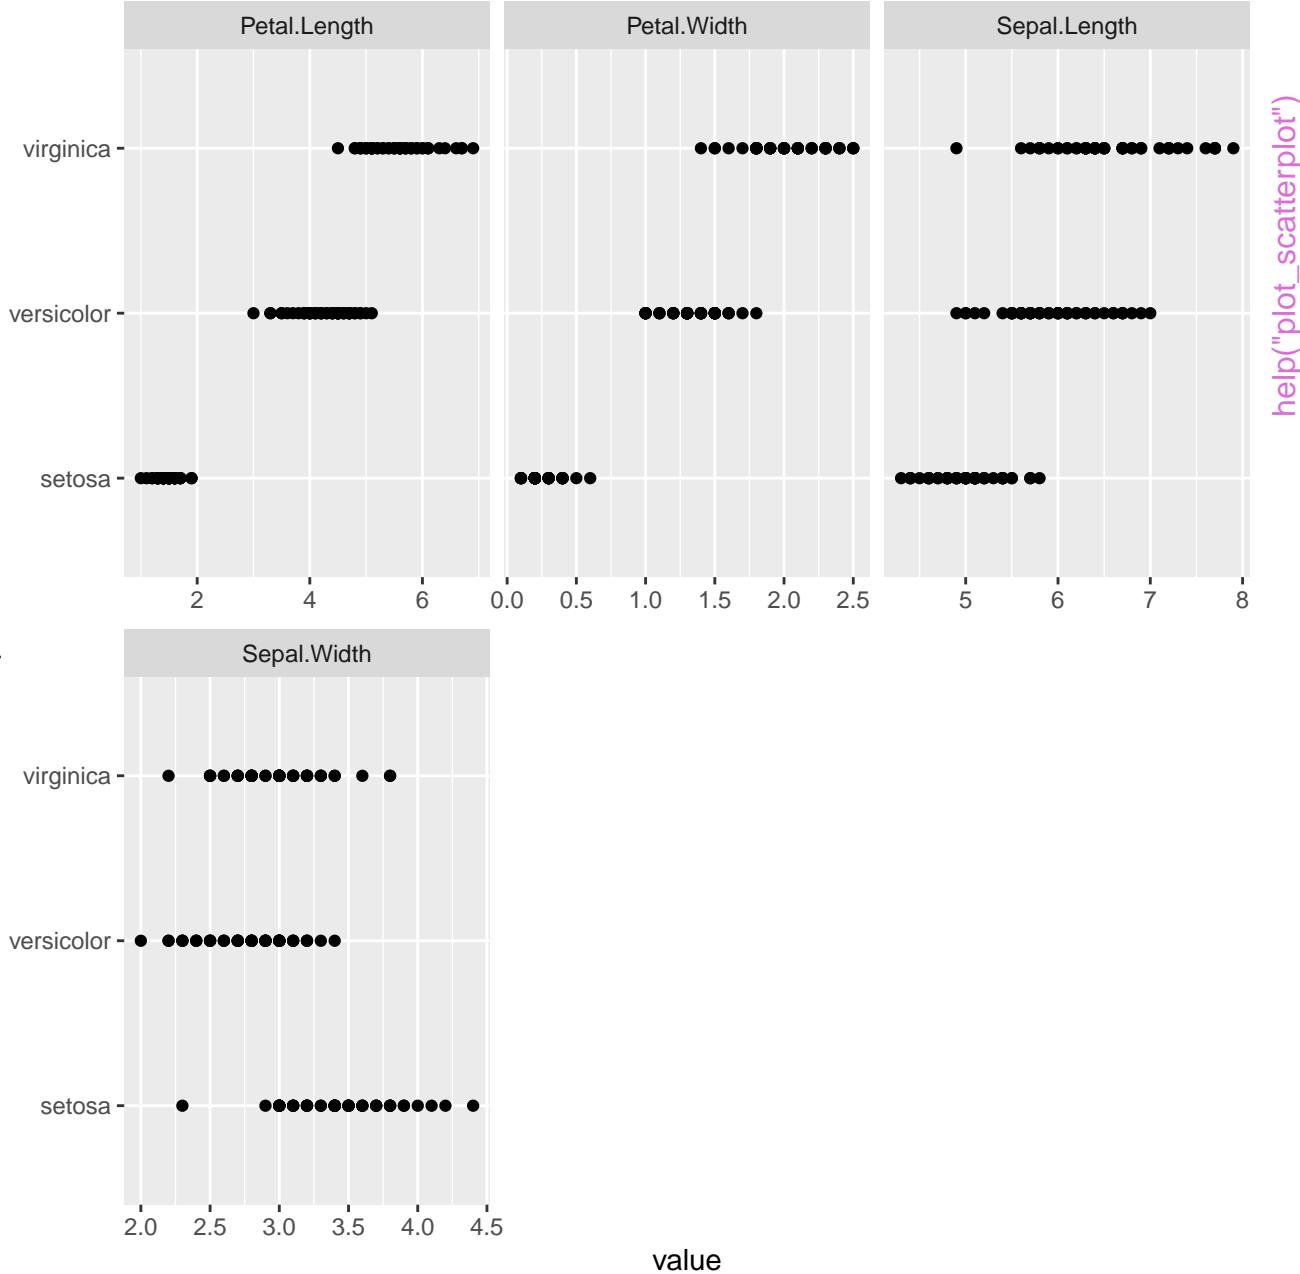 Petal.Length
Petal.Width
Sepal.Length
virginica
versicolor
setosa
2 4 6
0.0 0.5 1.0 1.5 2.0 2.5
5 6 7 8
help("plot_scatterplot")
Sepal.Width
virginica
versicolor
setosa
2.0 2.5 3.0 3.5 4.0 4.5
value